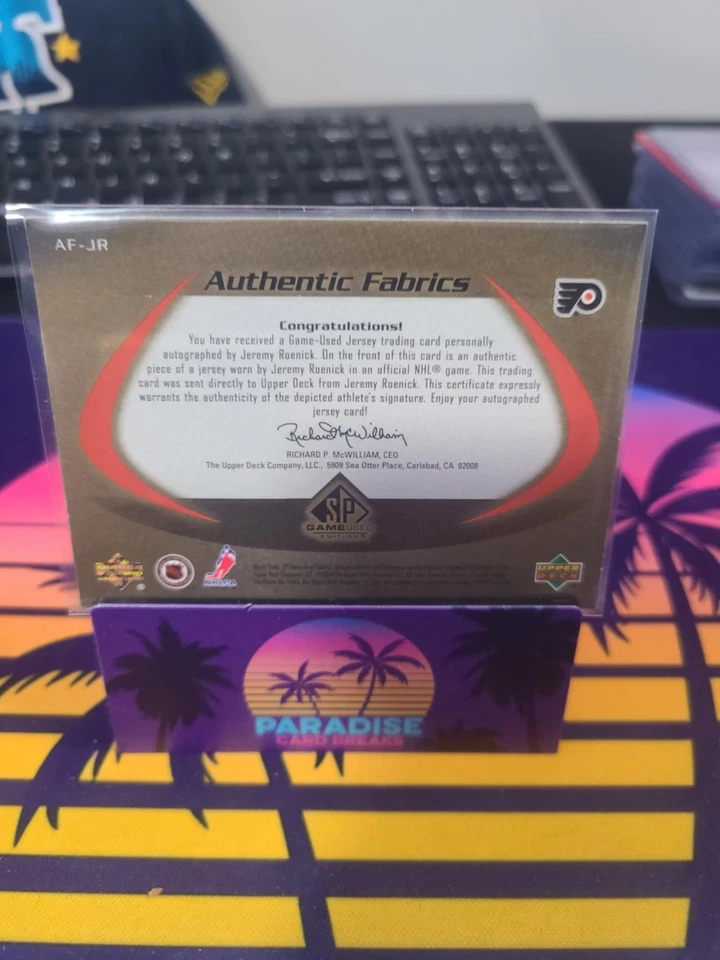 AF-JR
Authentic Fabrics
Congratulations!
You have received a Game-Used Jersey trading card personally
autographed by Jeremy Roenick. On the front of this card is an authentic
piece of a jersey worn by Jeremy Roenick in an official NHL® game. This trading
card was sent directly to Upper Deck from Jeremy Roenick. This certificate expressly
warrants the authenticity of the depicted athlete's signature. Enjoy your autographed
jersey card!
Richard P. McWilliam
RICHARD P. McWILLIAM, CEO
The Upper Deck Company, LLC., 5909 Sea Otter Place, Carlsbad, CA 92008
SP
GAME USED
EDITION
NHLPA
UPPER
DECK
PARADISE
CARD BREAKS